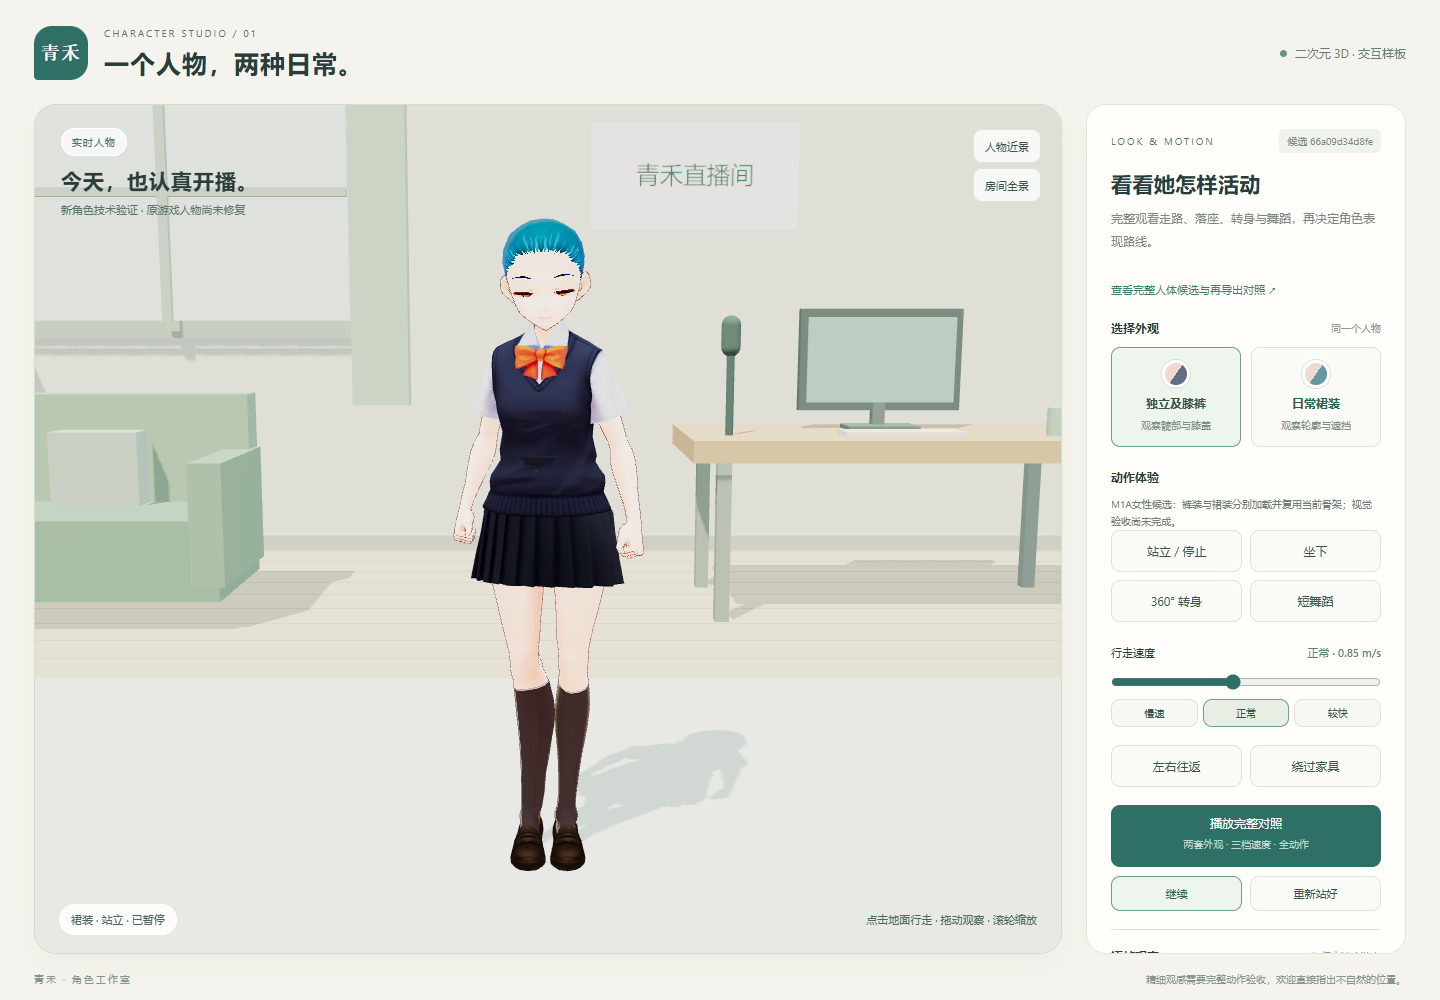 青禾
CHARACTER STUDIO / 01
一个人物，两种日常。
二次元 3D · 交互样板
实时人物
今天，也认真开播。
新角色技术验证 · 原游戏人物尚未修复
青禾直播间
人物近景
房间全景
裙装 · 站立 · 已暂停
点击地面行走 · 拖动观察 · 滚轮缩放
LOOK & MOTION
候选 66a09d34d8fe
看看她怎样活动
完整观看走路、落座、转身与舞蹈，再决定角色表
现路线。
查看完整人体候选与再导出对照 ↗
选择外观
同一个人物
独立及膝裤
观察髋部与膝盖
日常裙装
观察轮廓与遮挡
动作体验
M1A女性候选：裤装与裙装分别加载并复用当前骨架；视觉
验收尚未完成。
站立 / 停止
坐下
360° 转身
短舞蹈
行走速度
正常 · 0.85 m/s
慢速
正常
较快
左右往返
绕过家具
播放完整对照
两套外观 · 三档速度 · 全动作
继续
重新站好
青禾 · 角色工作室
精细观感需要完整动作验收，欢迎直接指出不自然的位置。